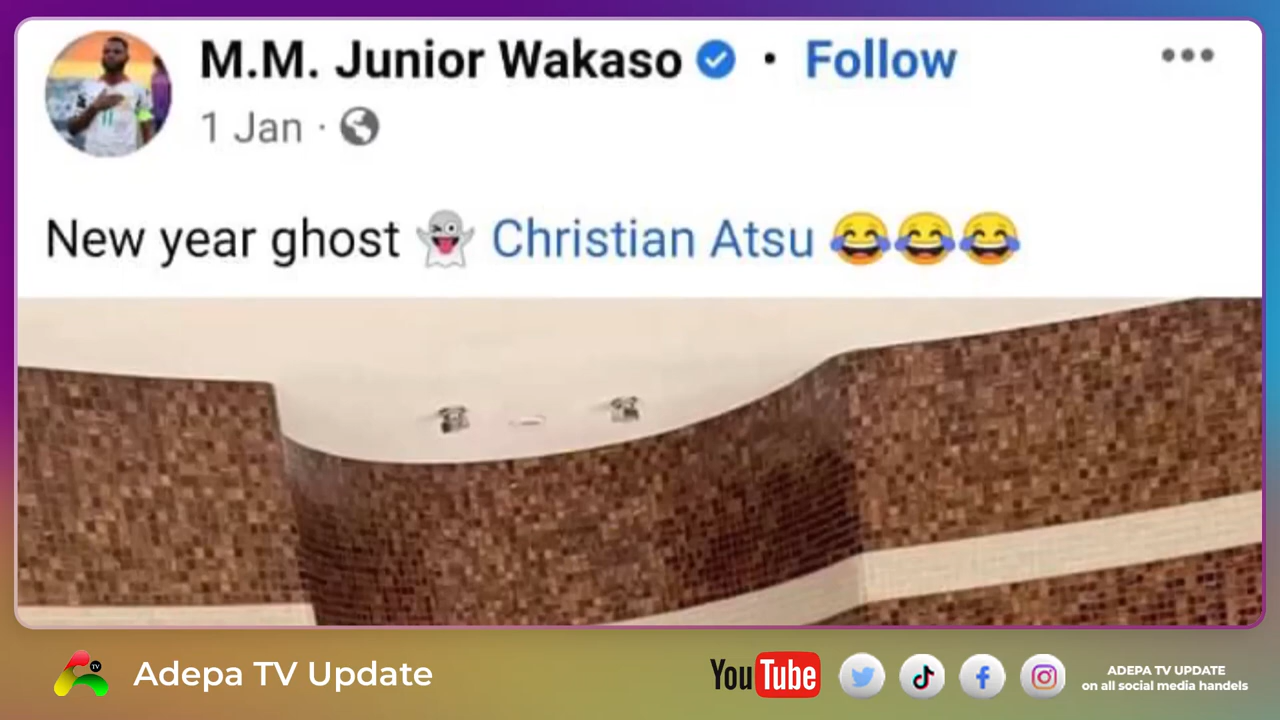 M.M. Junior Wakaso · Follow
1 Jan ·
New year ghost 👻 Christian Atsu 😂😂😂
TV
Adepa TV Update
YouTube
ADEPA TV UPDATE
on all social media handels